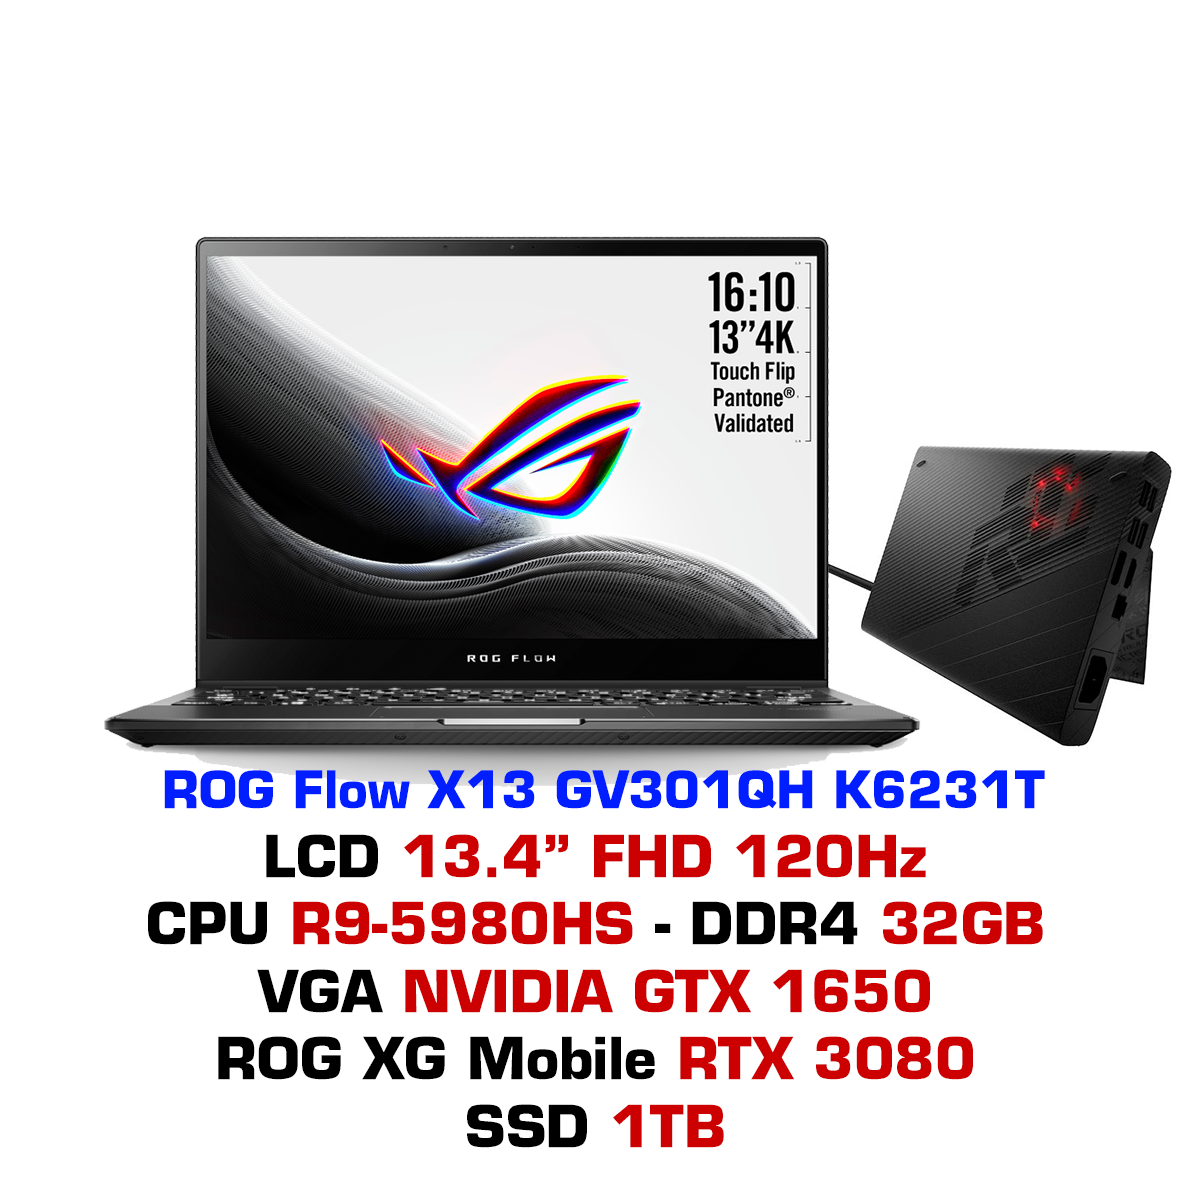 16:10
13”4K
Touch Flip
Pantone®
Validated
ROG FLOW
ROG Flow X13 GV301QH K6231T
LCD 13.4” FHD 120Hz
CPU R9-5980HS - DDR4 32GB
VGA NVIDIA GTX 1650
ROG XG Mobile RTX 3080
SSD 1TB